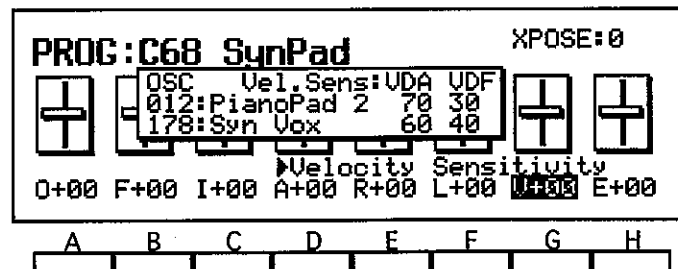 PROG:C68 SynPad XPOSE:0
OSC Vel.Sens:VDA VDF
012:PianoPad 2 70 30
178:Syn Vox 60 40
▶Velocity Sensitivity
O+00 F+00 I+00 A+00 R+00 L+00 V+00 E+00
A B C D E F G H